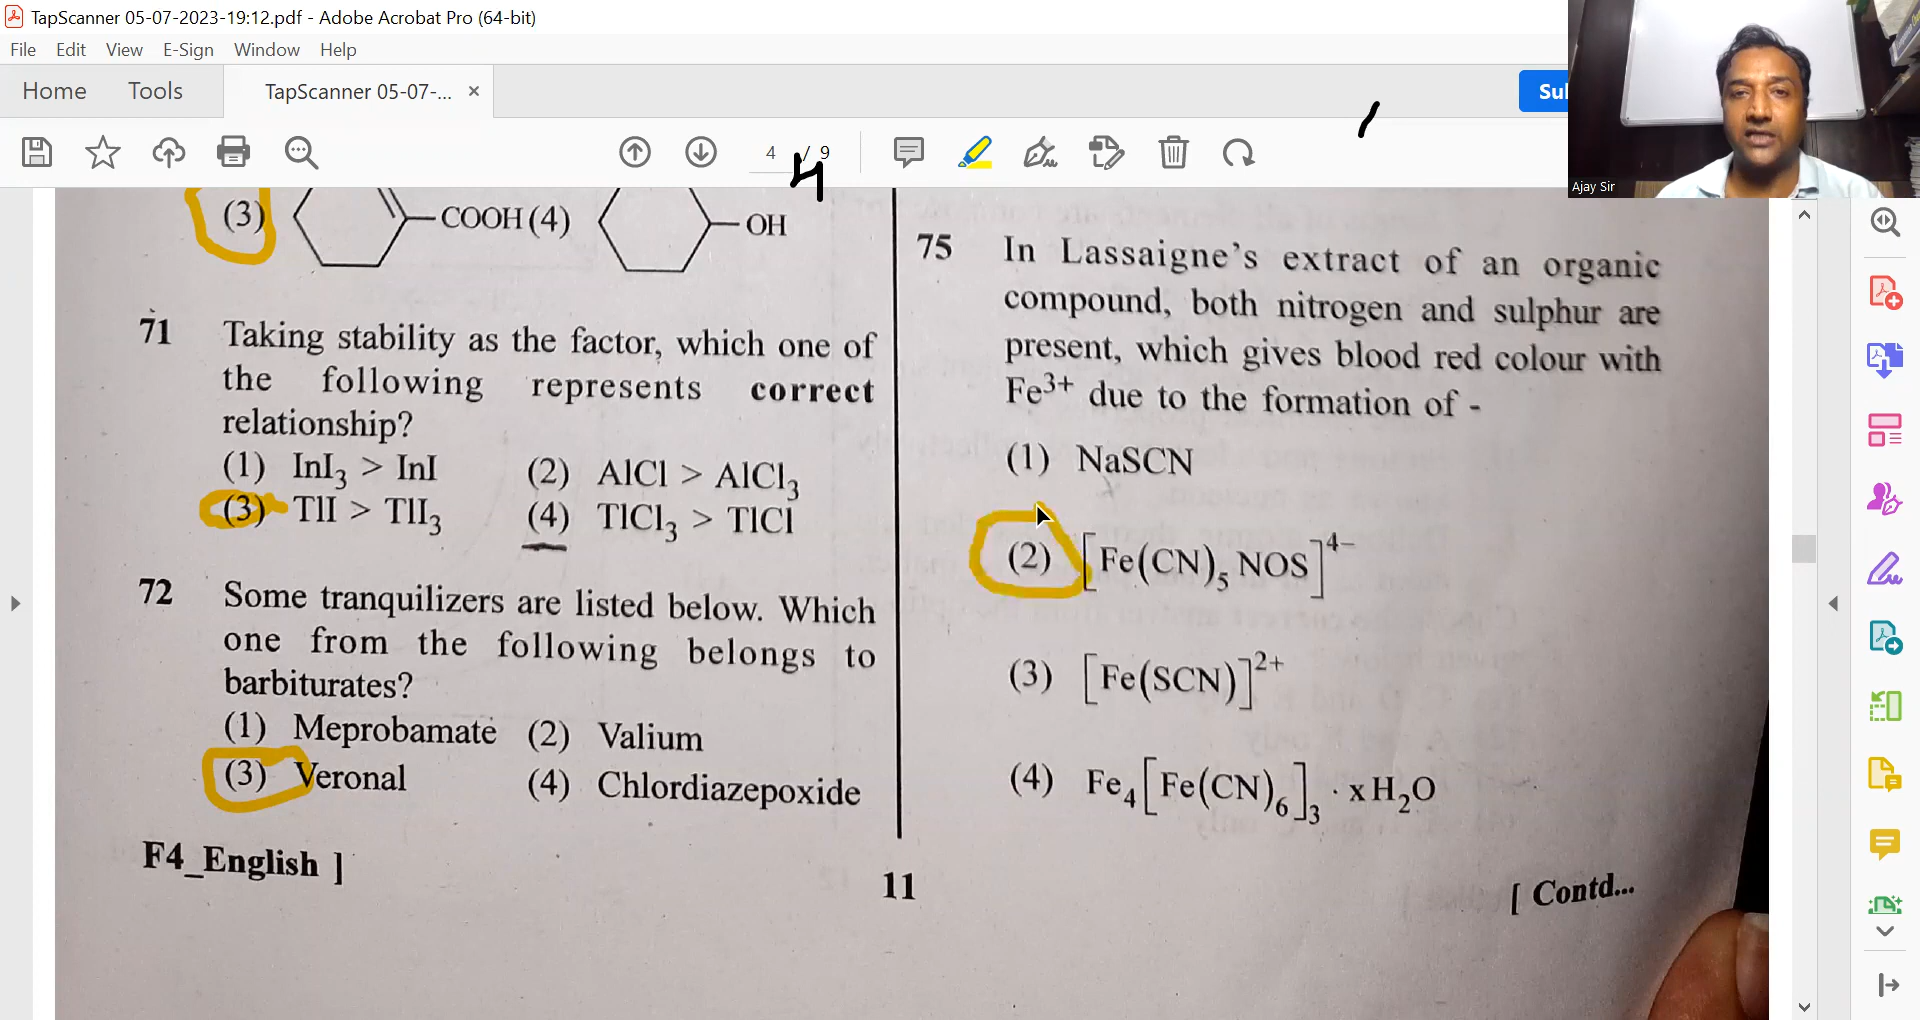 TapScanner 05-07-2023-19:12.pdf - Adobe Acrobat Pro (64-bit)
File Edit View E-Sign Window Help
Home Tools TapScanner 05-07-... ×
Su
4 / 9
4
Ajay Sir
(3) COOH (4) OH
71 Taking stability as the factor, which one of
the following represents correct
relationship?
(1) InI₃ > InI (2) AlCl > AlCl₃
(3) TlI > TlI₃ (4) TlCl₃ > TlCl
72 Some tranquilizers are listed below. Which
one from the following belongs to
barbiturates?
(1) Meprobamate (2) Valium
(3) Veronal (4) Chlordiazepoxide
75 In Lassaigne's extract of an organic
compound, both nitrogen and sulphur are
present, which gives blood red colour with
Fe³⁺ due to the formation of -
(1) NaSCN
(2) [Fe(CN)₅ NOS]⁴⁻
(3) [Fe(SCN)]²⁺
(4) Fe₄[Fe(CN)₆]₃ · x H₂O
F4_English ]
11
[ Contd...